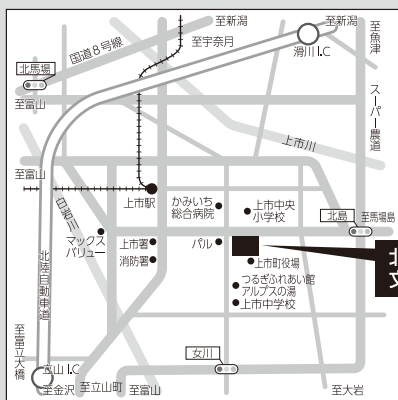 至新潟
至宇奈月
至新潟
国道8号線
滑川I.C
至魚津
北馬場
至富山
スーパー農道
上市川
至富山
上市駅
かみいち
総合病院
上市中央
小学校
北島
至馬場島
白岩川
マックス
バリュー
上市署
消防署
パル
上市町役場
北陸自動車道
つるぎふれあい館
アルプスの湯
上市中学校
至富立大橋
女川
立山I.C
至金沢
至立山町
至富山
至大岩